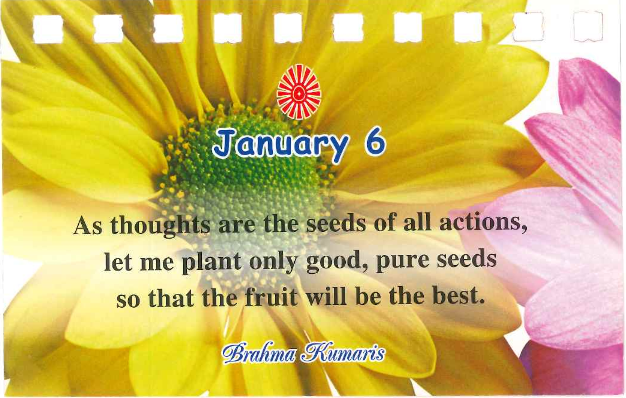 January 6
As thoughts are the seeds of all actions,
let me plant only good, pure seeds
so that the fruit will be the best.
Brahma Kumaris